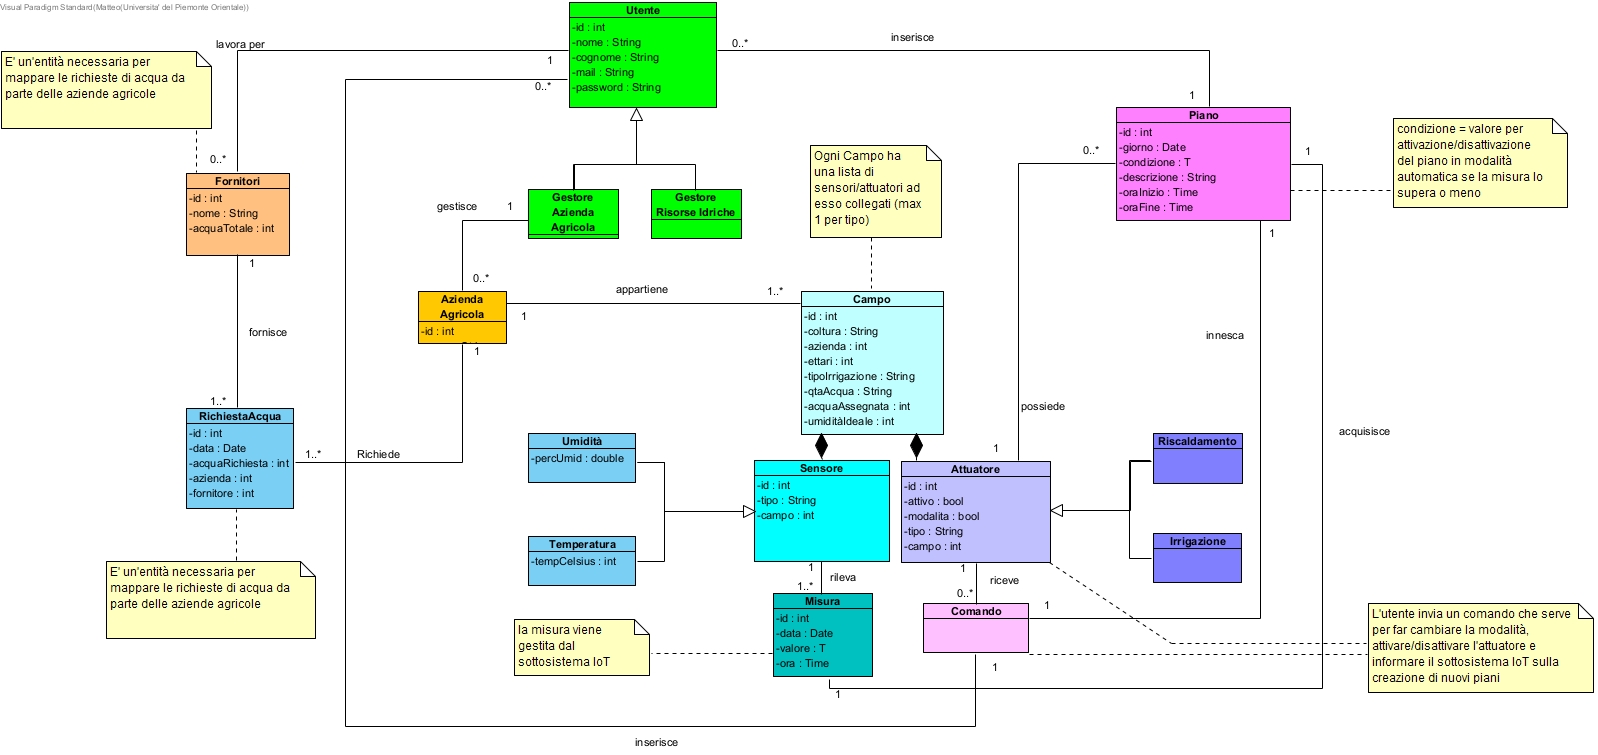 Visual Paradigm Standard(Matteo(Universita' del Piemonte Orientale))
Utente
-id : int
-nome : String
-cognome : String
-mail : String
-password : String
lavora per
1
0..*
0..*
inserisce
1
E' un'entità necessaria per
mappare le richieste di acqua da
parte delle aziende agricole
0..*
Fornitori
-id : int
-nome : String
-acquaTotale : int
1
fornisce
1..*
Gestore
Azienda
Agricola
Gestore
Risorse Idriche
gestisce
1
0..*
Ogni Campo ha
una lista di
sensori/attuatori ad
esso collegati (max
1 per tipo)
Piano
-id : int
-giorno : Date
-condizione : T
-descrizione : String
-oraInizio : Time
-oraFine : Time
0..*
1
1
condizione = valore per
attivazione/disattivazione
del piano in modalità
automatica se la misura lo
supera o meno
Azienda
Agricola
-id : int
1
1
appartiene
1..*
Campo
-id : int
-coltura : String
-azienda : int
-ettari : int
-tipoIrrigazione : String
-qtaAcqua : String
-acquaAssegnata : int
-umiditàIdeale : int
innesca
possiede
1
acquisisce
RichiestaAcqua
-id : int
-data : Date
-acquaRichiesta : int
-azienda : int
-fornitore : int
1..*
Richiede
Umidità
-percUmid : double
Temperatura
-tempCelsius : int
Sensore
-id : int
-tipo : String
-campo : int
Attuatore
-id : int
-attivo : bool
-modalita : bool
-tipo : String
-campo : int
Riscaldamento
Irrigazione
E' un'entità necessaria per
mappare le richieste di acqua da
parte delle aziende agricole
1
rileva
1..*
1
riceve
0..*
Misura
-id : int
-data : Date
-valore : T
-ora : Time
1
Comando
1
1
la misura viene
gestita dal
sottosistema IoT
L'utente invia un comando che serve
per far cambiare la modalità,
attivare/disattivare l'attuatore e
informare il sottosistema IoT sulla
creazione di nuovi piani
inserisce